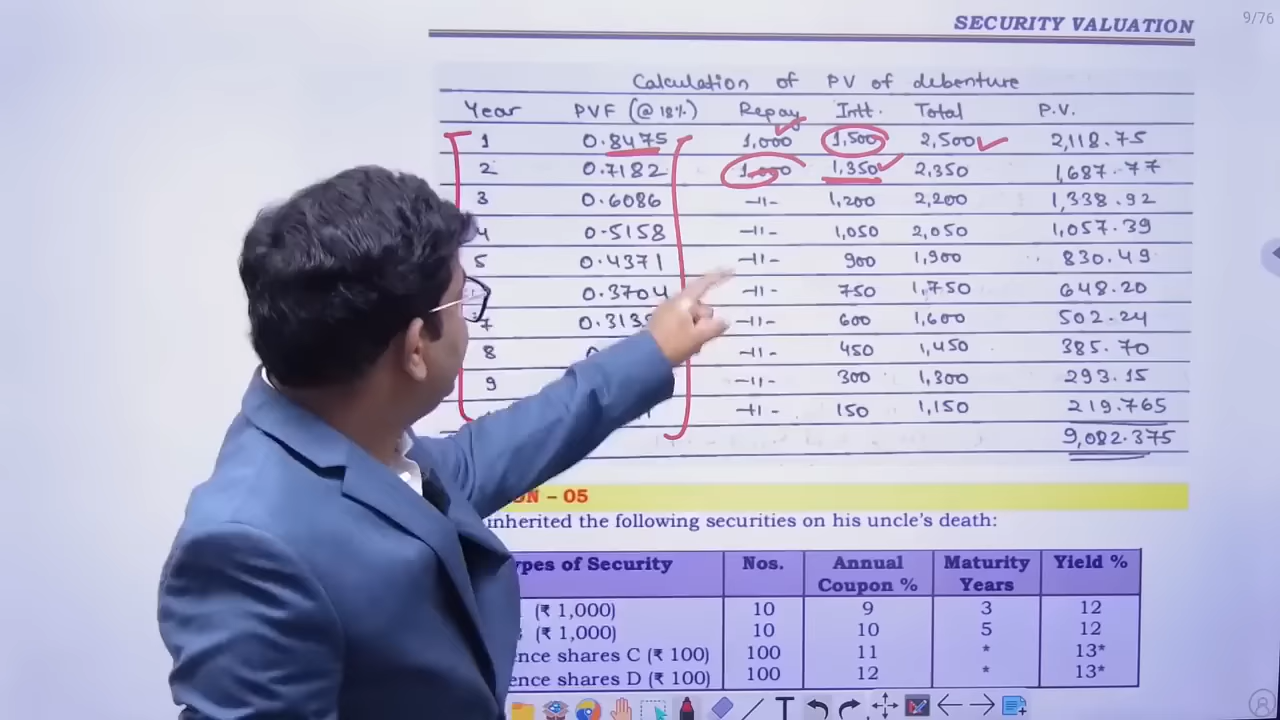 SECURITY VALUATION
9/76
Calculation of PV of debenture
Year PVF (@ 18%) Repay Intt. Total P.V.
1 0.8475 1,000 1,500 2,500 2,118.75
2 0.7182 1,000 1,350 2,350 1,687.77
3 0.6086 -11- 1,200 2,200 1,338.92
4 0.5158 -11- 1,050 2,050 1,057.39
5 0.4371 -11- 900 1,900 830.49
0.3704 -11- 750 1,750 648.20
7 0.313 -11- 600 1,600 502.24
8 -11- 450 1,450 385.70
9 -11- 300 1,300 293.15
-11- 150 1,150 219.765
9,082.375
ON – 05
inherited the following securities on his uncle's death:
ypes of Security Nos. Annual Coupon % Maturity Years Yield %
(₹ 1,000) 10 9 3 12
(₹ 1,000) 10 10 5 12
ence shares C (₹ 100) 100 11 * 13*
ence shares D (₹ 100) 100 12 * 13*